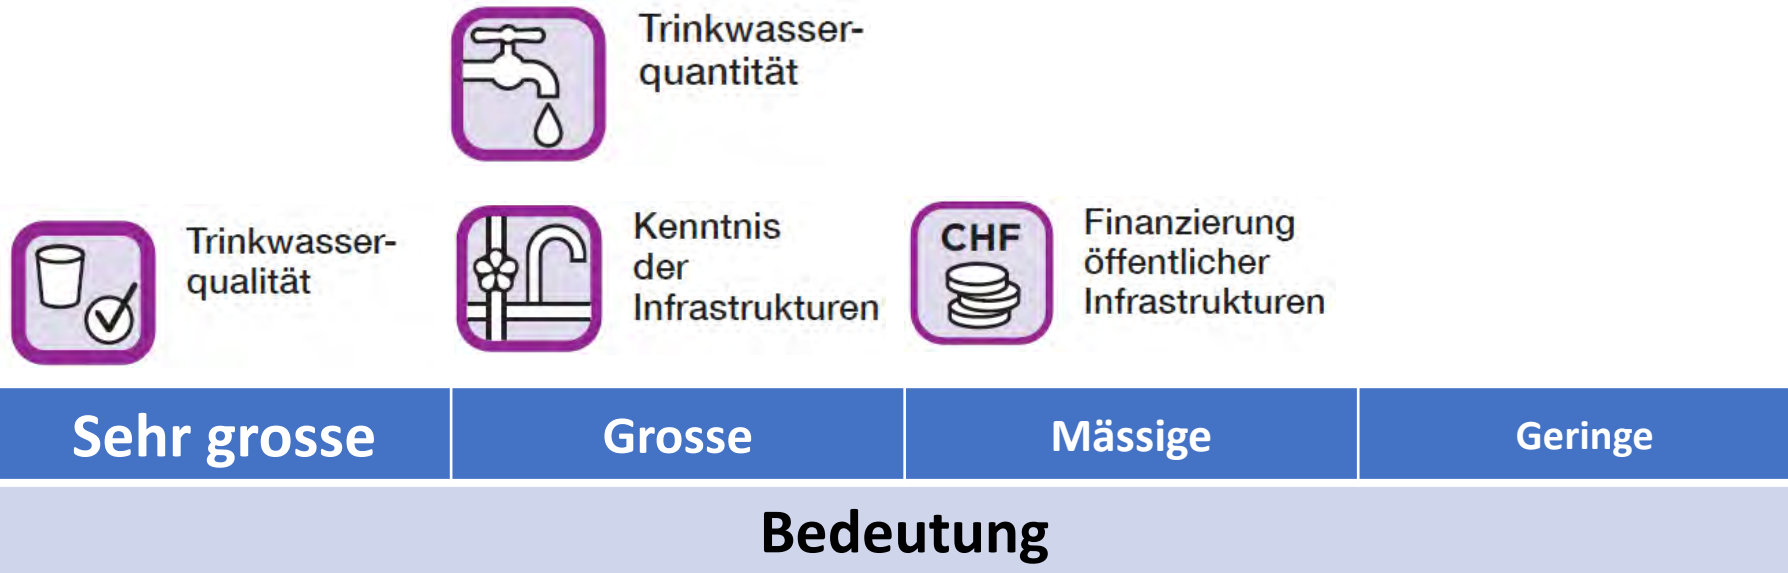 Trinkwasser-
quantität
Trinkwasser-
qualität
Kenntnis
der
Infrastrukturen
CHF
Finanzierung
öffentlicher
Infrastrukturen
Sehr grosse
Grosse
Mässige
Geringe
Bedeutung